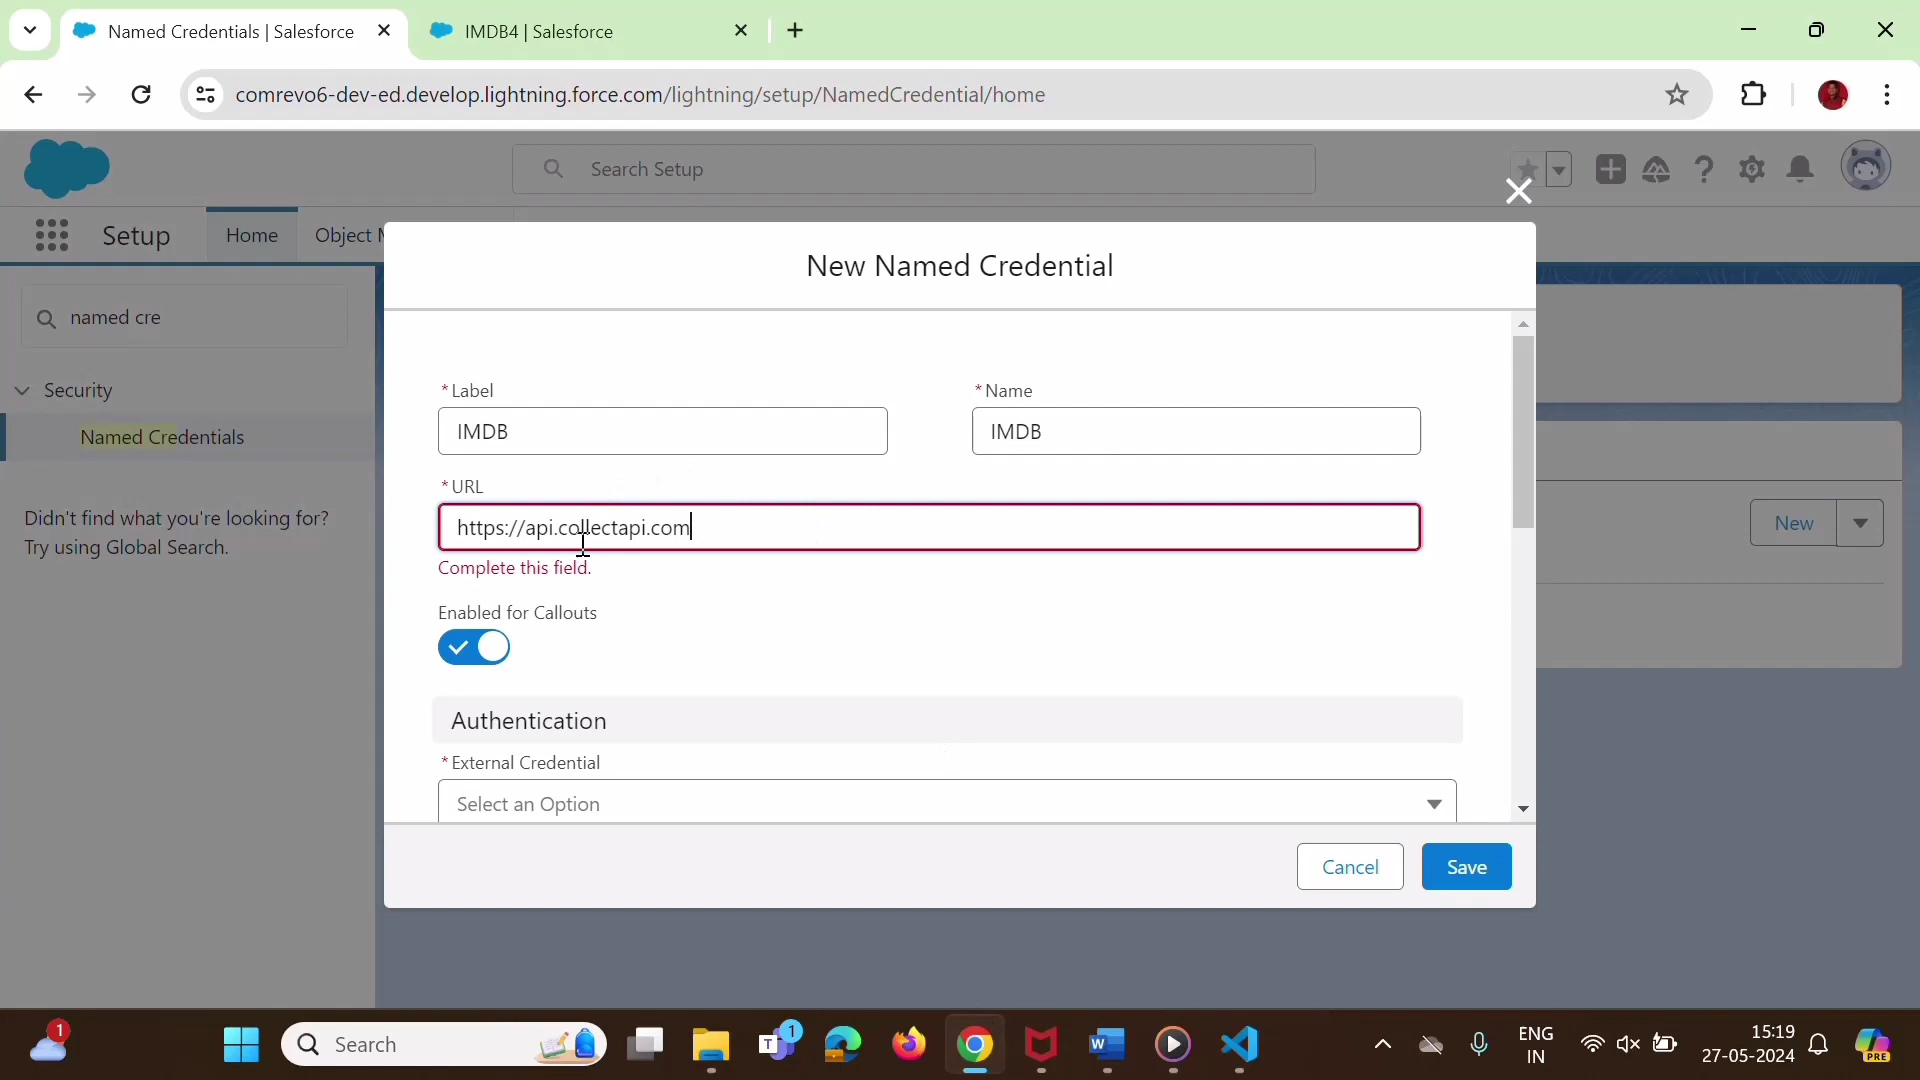 Named Credentials | Salesforce
IMDB4 | Salesforce
comrevo6-dev-ed.develop.lightning.force.com/lightning/setup/NamedCredential/home
Search Setup
Setup
Home
Object M
named cre
Security
Named Credentials
Didn't find what you're looking for?
Try using Global Search.
New Named Credential
*Label
*Name
IMDB
IMDB
*URL
https://api.collectapi.com
Complete this field.
Enabled for Callouts
Authentication
*External Credential
Select an Option
Cancel
Save
New
1
Search
T
1
W
PRE
ENG
IN
15:19
27-05-2024